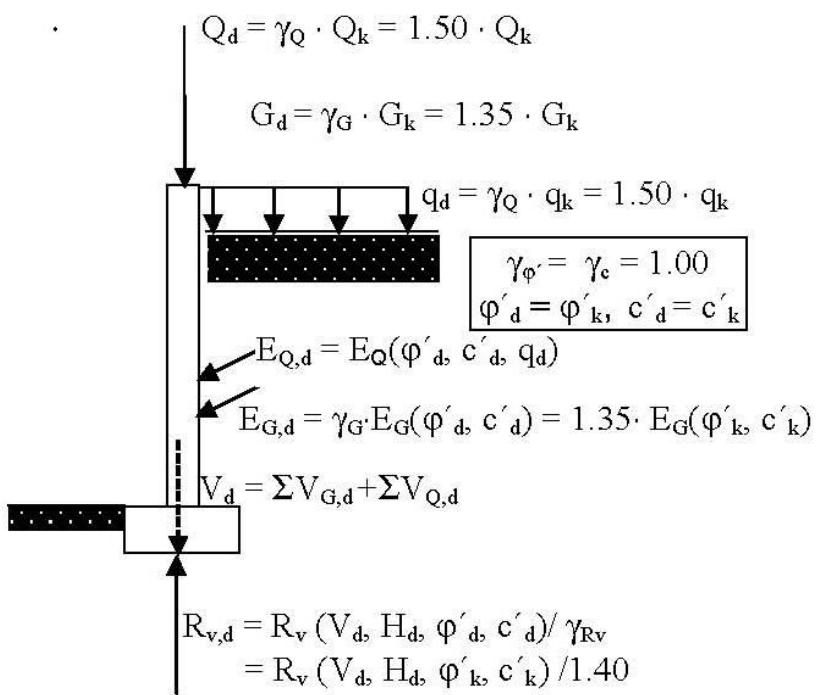 Q_d = γ_Q · Q_k = 1.50 · Q_k
G_d = γ_G · G_k = 1.35 · G_k
q_d = γ_Q · q_k = 1.50 · q_k
γ_φ´ = γ_c = 1.00
φ´_d = φ´_k, c´_d = c´_k
E_Q,d = E_Q(φ´_d, c´_d, q_d)
E_G,d = γ_G·E_G(φ´_d, c´_d) = 1.35· E_G(φ´_k, c´_k)
V_d = ΣV_G,d+ΣV_Q,d
R_v,d = R_v (V_d, H_d, φ´_d, c´_d)/ γ_Rv
= R_v (V_d, H_d, φ´_k, c´_k) /1.40